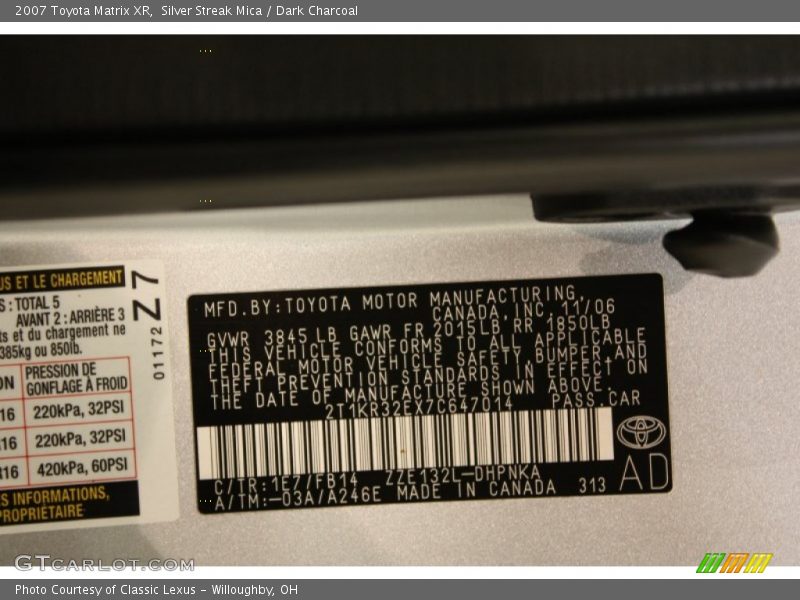 2007 Toyota Matrix XR, Silver Streak Mica / Dark Charcoal
US ET LE CHARGEMENT
S : TOTAL 5
AVANT 2 : ARRIÈRE 3
ts et du chargement ne
385kg ou 850lb.
ON PRESSION DE GONFLAGE À FROID
16 220kPa, 32PSI
16 220kPa, 32PSI
R16 420kPa, 60PSI
S INFORMATIONS,
PROPRIÉTAIRE
01172 Z7
MFD.BY:TOYOTA MOTOR MANUFACTURING,
CANADA,INC.11/06
GVWR 3845 LB GAWR FR 2015LB RR 1850LB
THIS VEHICLE CONFORMS TO ALL APPLICABLE
FEDERAL MOTOR VEHICLE SAFETY,BUMPER,AND
THEFT PREVENTION STANDARDS IN EFFECT ON
THE DATE OF MANUFACTURE SHOWN ABOVE.
2T1KR32EX7C647014 PASS.CAR
C/TR:1E7/FB14 ZZE132L-DHPNKA
A/TM:-03A/A246E MADE IN CANADA 313
AD
GTCarLot.com
Photo Courtesy of Classic Lexus - Willoughby, OH